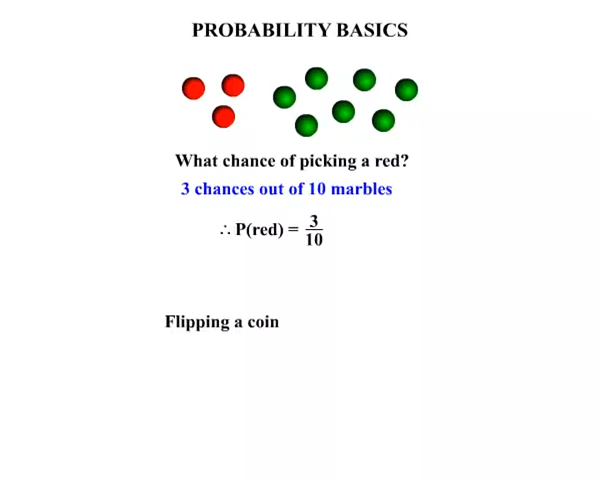 PROBABILITY BASICS
What chance of picking a red?
3 chances out of 10 marbles
∴ P(red) = 3/10
Flipping a coin